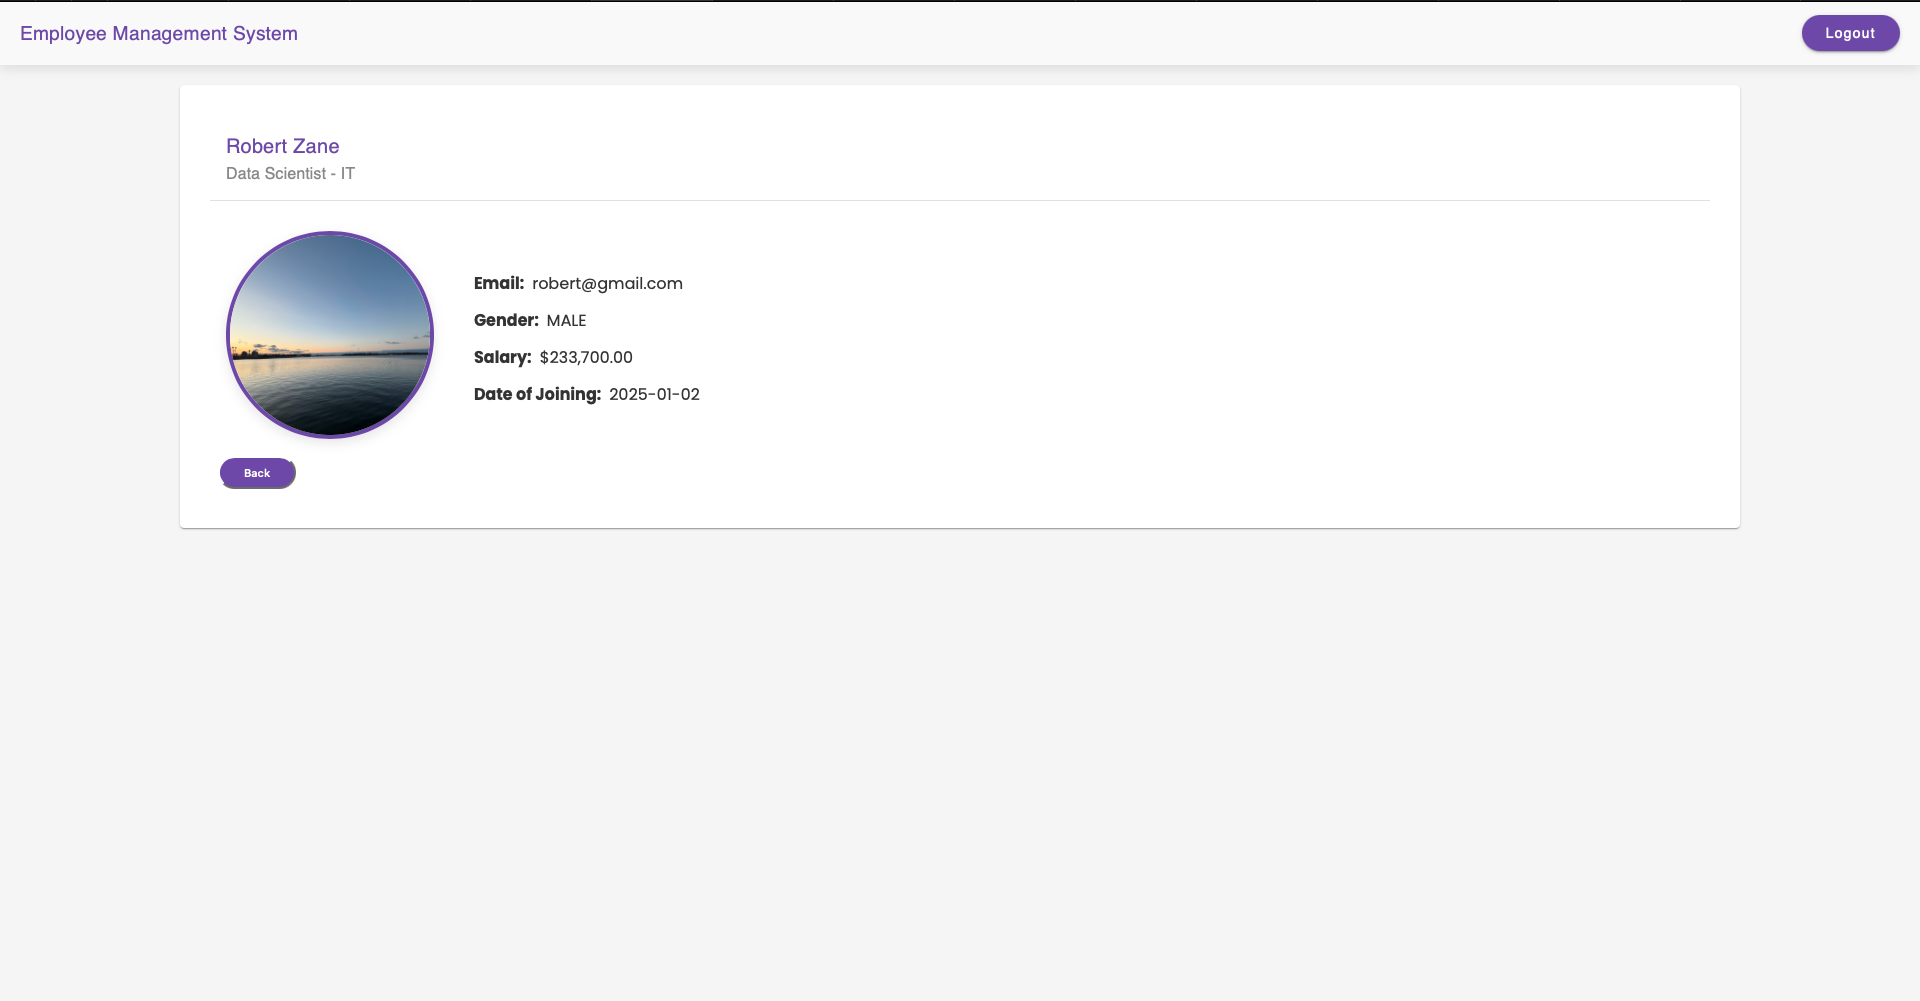 Employee Management System
Logout
Robert Zane
Data Scientist - IT
Email: robert@gmail.com
Gender: MALE
Salary: $233,700.00
Date of Joining: 2025-01-02
Back